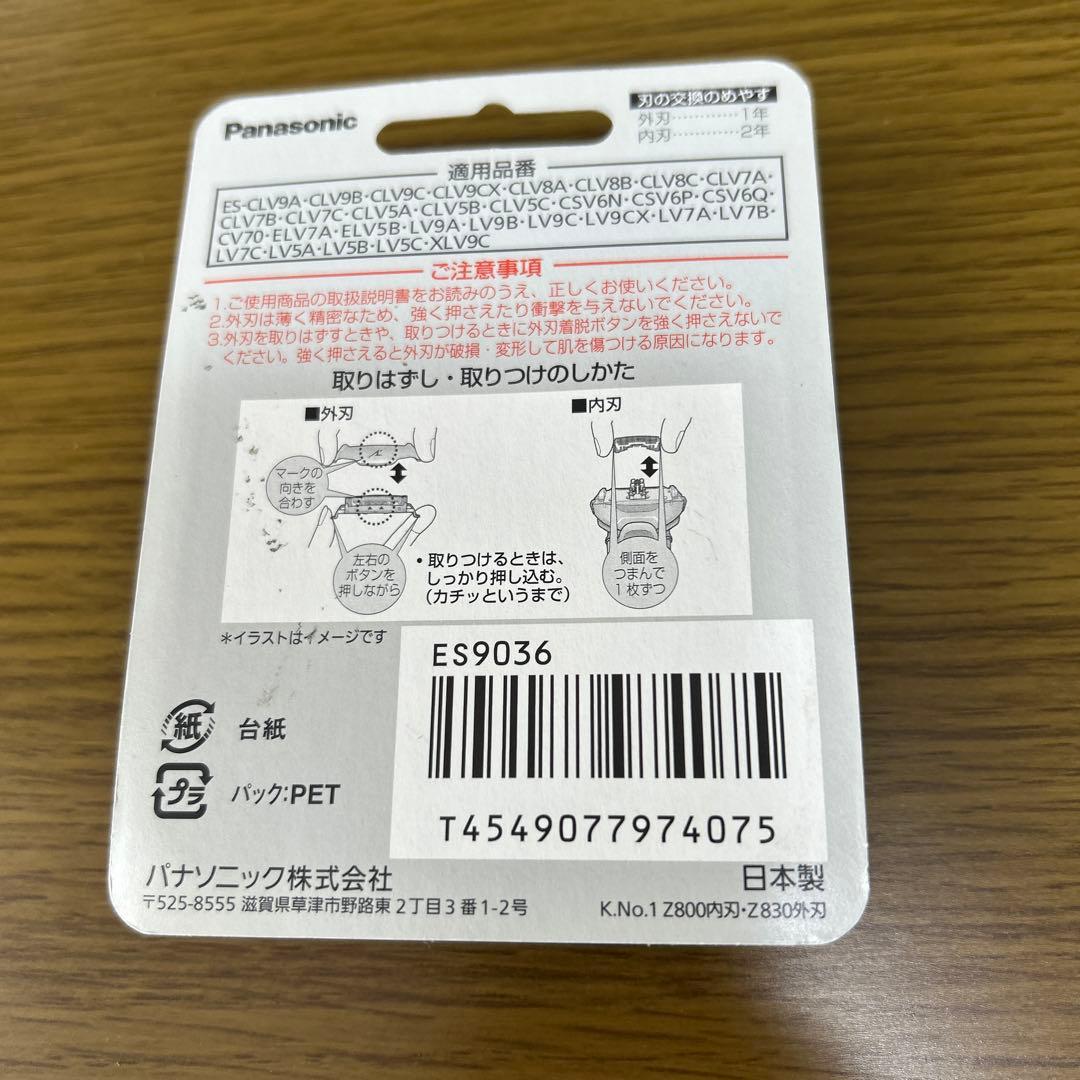 Panasonic
刃の交換のめやす
外刃…………1年
内刃…………2年
適用品番
ES-CLV9A・CLV9B・CLV9C・CLV9CX・CLV8A・CLV8B・CLV8C・CLV7A・
CLV7B・CLV7C・CLV5A・CLV5B・CLV5C・CSV6N・CSV6P・CSV6Q・
CV70・ELV7A・ELV5B・LV9A・LV9B・LV9C・LV9CX・LV7A・LV7B・
LV7C・LV5A・LV5B・LV5C・XLV9C
ご注意事項
1.ご使用商品の取扱説明書をお読みのうえ、正しくお使いください。
2.外刃は薄く精密なため、強く押さえたり衝撃を与えないでください。
3.外刃を取りはずすときや、取りつけるときに外刃着脱ボタンを強く押さえないで
ください。強く押さえると外刃が破損・変形して肌を傷つける原因になります。
取りはずし・取りつけのしかた
■外刃
■内刃
マークの
向きを
合わす
左右の
ボタンを
押しながら
・取りつけるときは、
しっかり押し込む。
(カチッというまで)
側面を
つまんで
1枚ずつ
*イラストはイメージです
ES9036
T4549077974075
紙 台紙
プラ パック:PET
パナソニック株式会社
〒525-8555 滋賀県草津市野路東2丁目3番1-2号
日本製
K.No.1 Z800内刃・Z830外刃